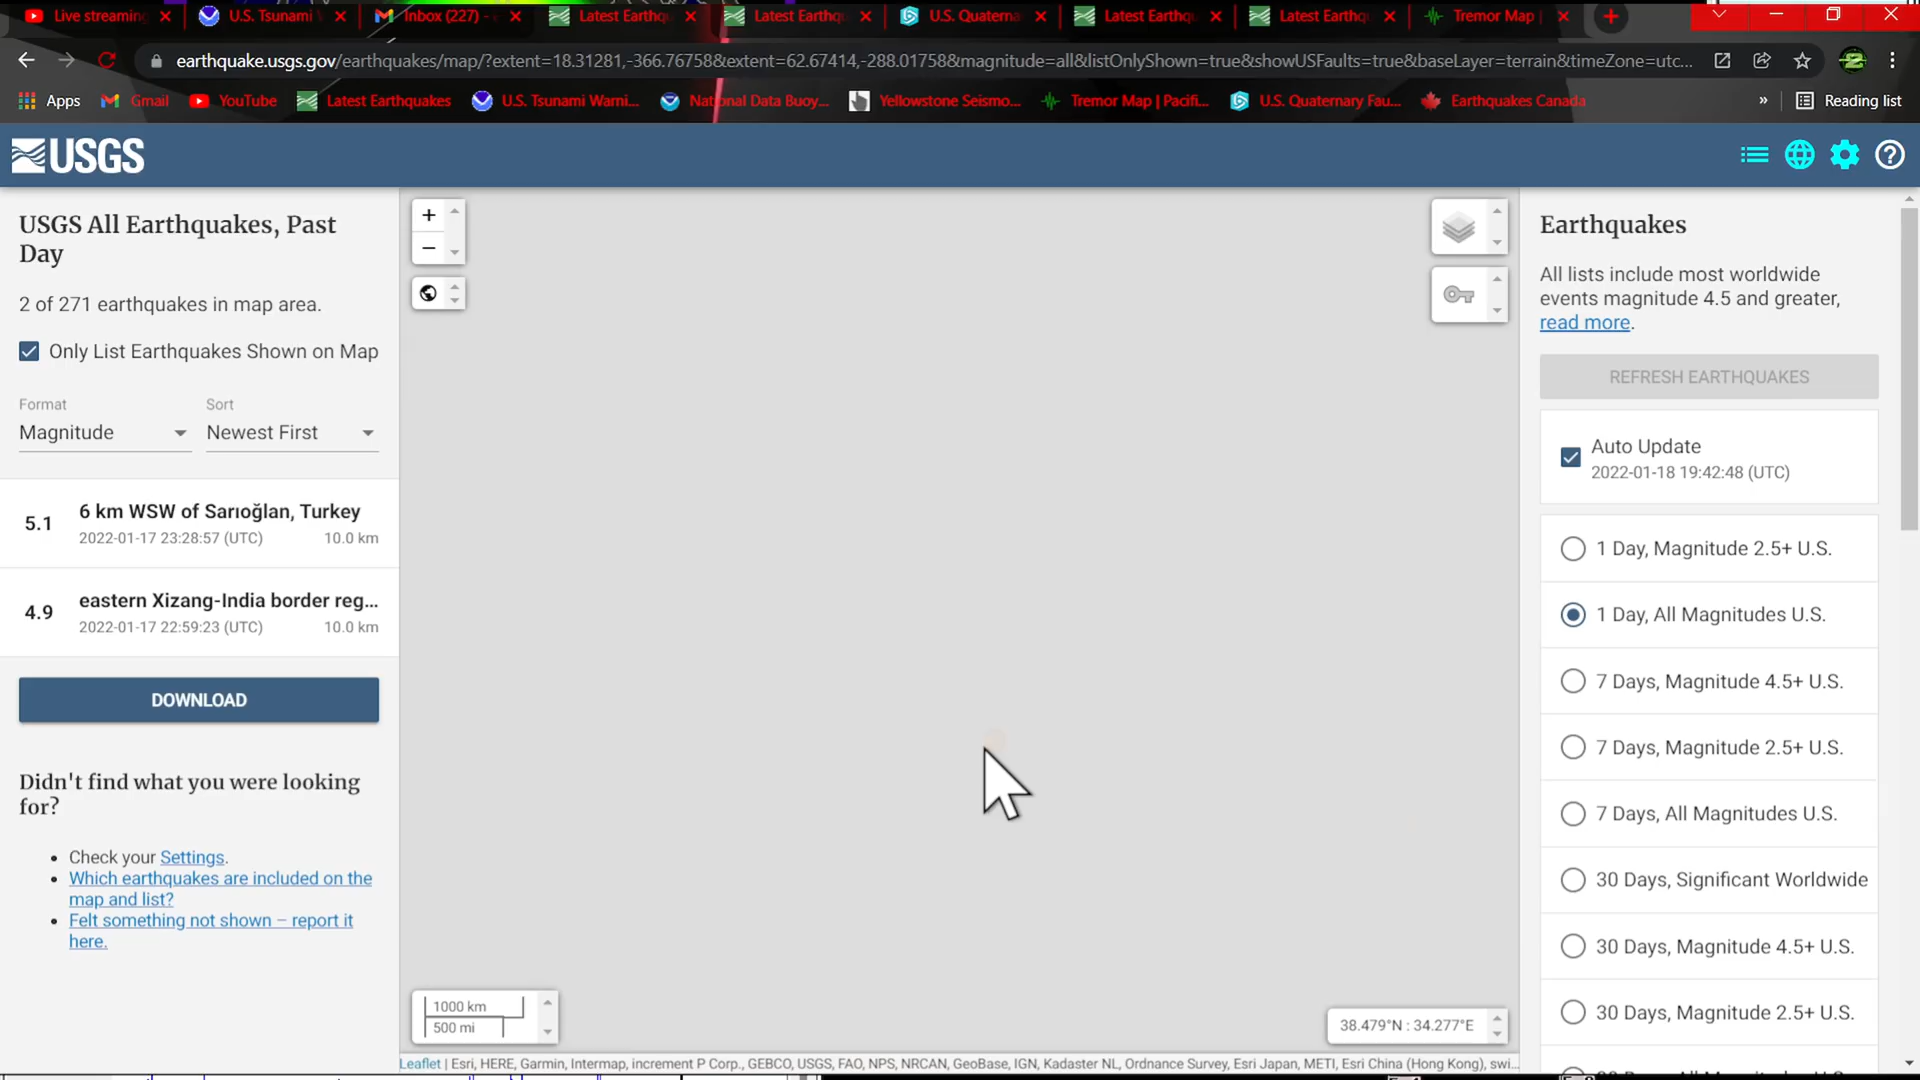 Live streaming
U.S. Tsunami
Inbox (227) -
Latest Earthqu
Latest Earthqu
U.S. Quaterna
Latest Earthqu
Latest Earthqu
Tremor Map |
earthquake.usgs.gov/earthquakes/map/?extent=18.31281,-366.76758&extent=62.67414,-288.01758&magnitude=all&listOnlyShown=true&showUSFaults=true&baseLayer=terrain&timeZone=utc...
Apps
Gmail
YouTube
Latest Earthquakes
U.S. Tsunami Warni...
National Data Buoy...
Yellowstone Seismo...
Tremor Map | Pacifi...
U.S. Quaternary Fau...
Earthquakes Canada
»
Reading list
USGS
USGS All Earthquakes, Past
Day
2 of 271 earthquakes in map area.
Only List Earthquakes Shown on Map
Format
Sort
Magnitude
Newest First
5.1
6 km WSW of Sarıoğlan, Turkey
2022-01-17 23:28:57 (UTC)
10.0 km
4.9
eastern Xizang-India border reg...
2022-01-17 22:59:23 (UTC)
10.0 km
DOWNLOAD
Didn't find what you were looking
for?
Check your Settings.
Which earthquakes are included on the
map and list?
Felt something not shown – report it
here.
+
−
1000 km
500 mi
38.479°N : 34.277°E
Leaflet | Esri, HERE, Garmin, Intermap, increment P Corp., GEBCO, USGS, FAO, NPS, NRCAN, GeoBase, IGN, Kadaster NL, Ordnance Survey, Esri Japan, METI, Esri China (Hong Kong), swi...
Earthquakes
All lists include most worldwide
events magnitude 4.5 and greater,
read more.
REFRESH EARTHQUAKES
Auto Update
2022-01-18 19:42:48 (UTC)
1 Day, Magnitude 2.5+ U.S.
1 Day, All Magnitudes U.S.
7 Days, Magnitude 4.5+ U.S.
7 Days, Magnitude 2.5+ U.S.
7 Days, All Magnitudes U.S.
30 Days, Significant Worldwide
30 Days, Magnitude 4.5+ U.S.
30 Days, Magnitude 2.5+ U.S.